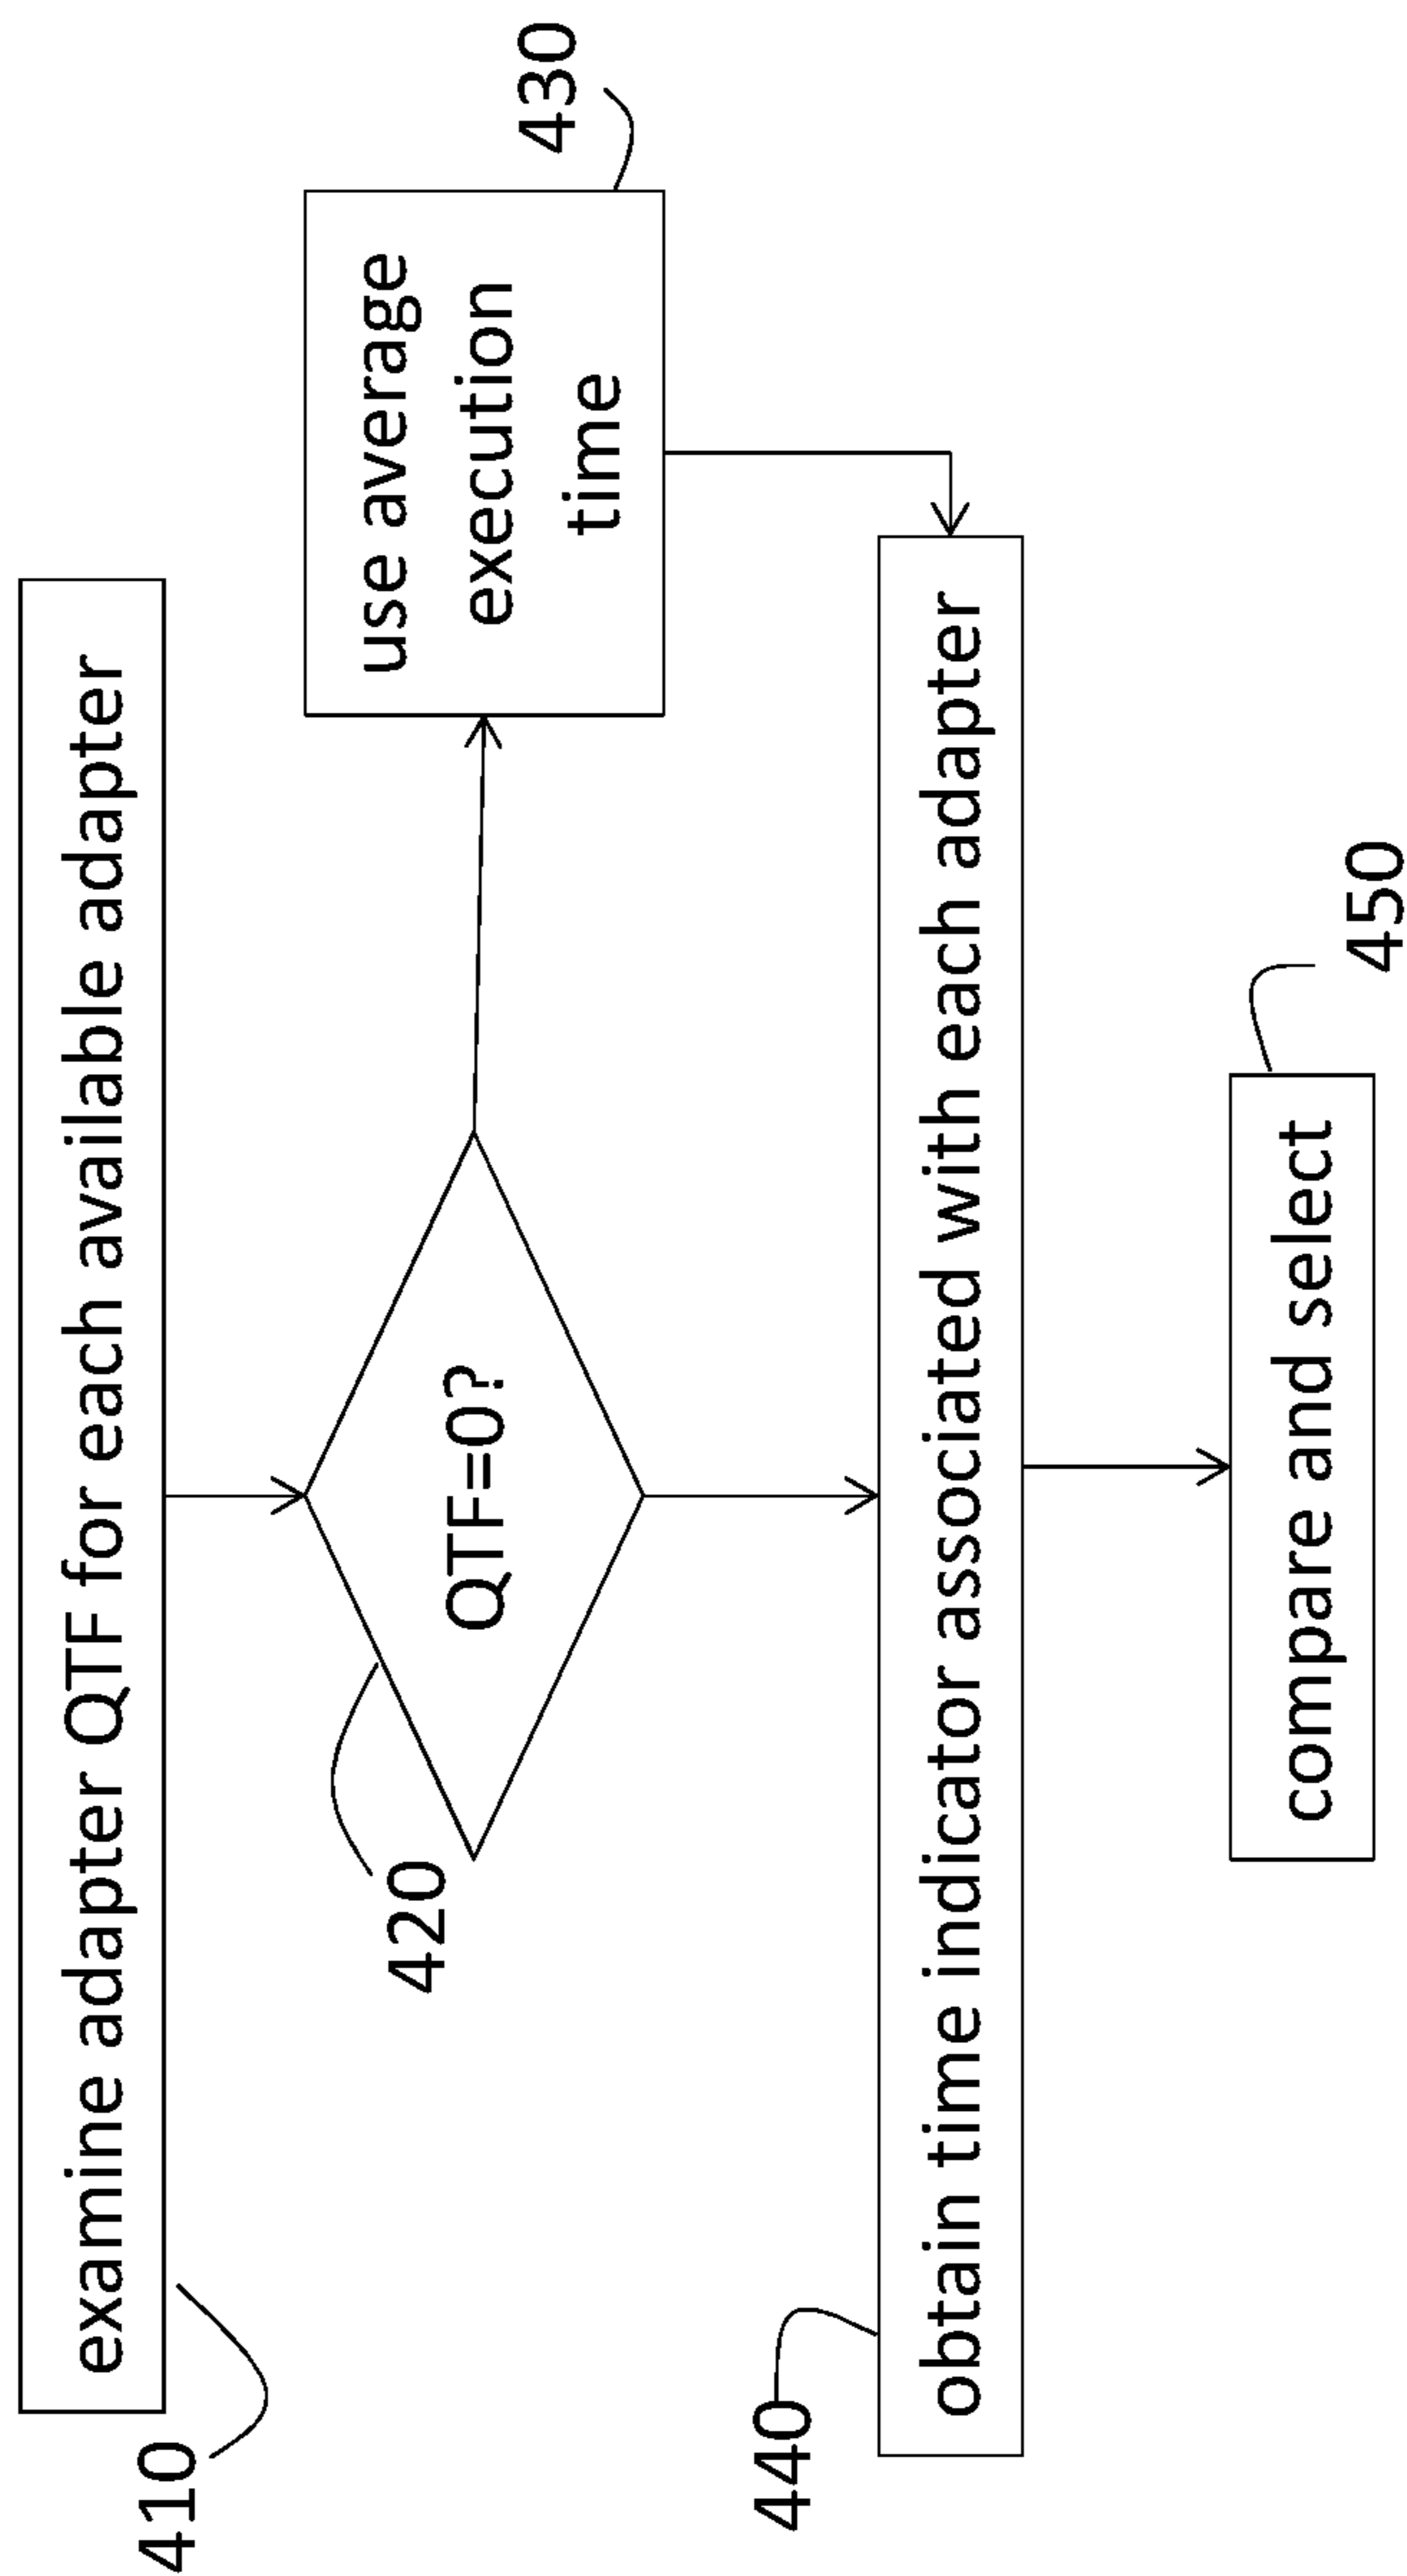 410
examine adapter QTF for each available adapter
420
QTF=0?
use average
execution
time
430
440
obtain time indicator associated with each adapter
compare and select
450